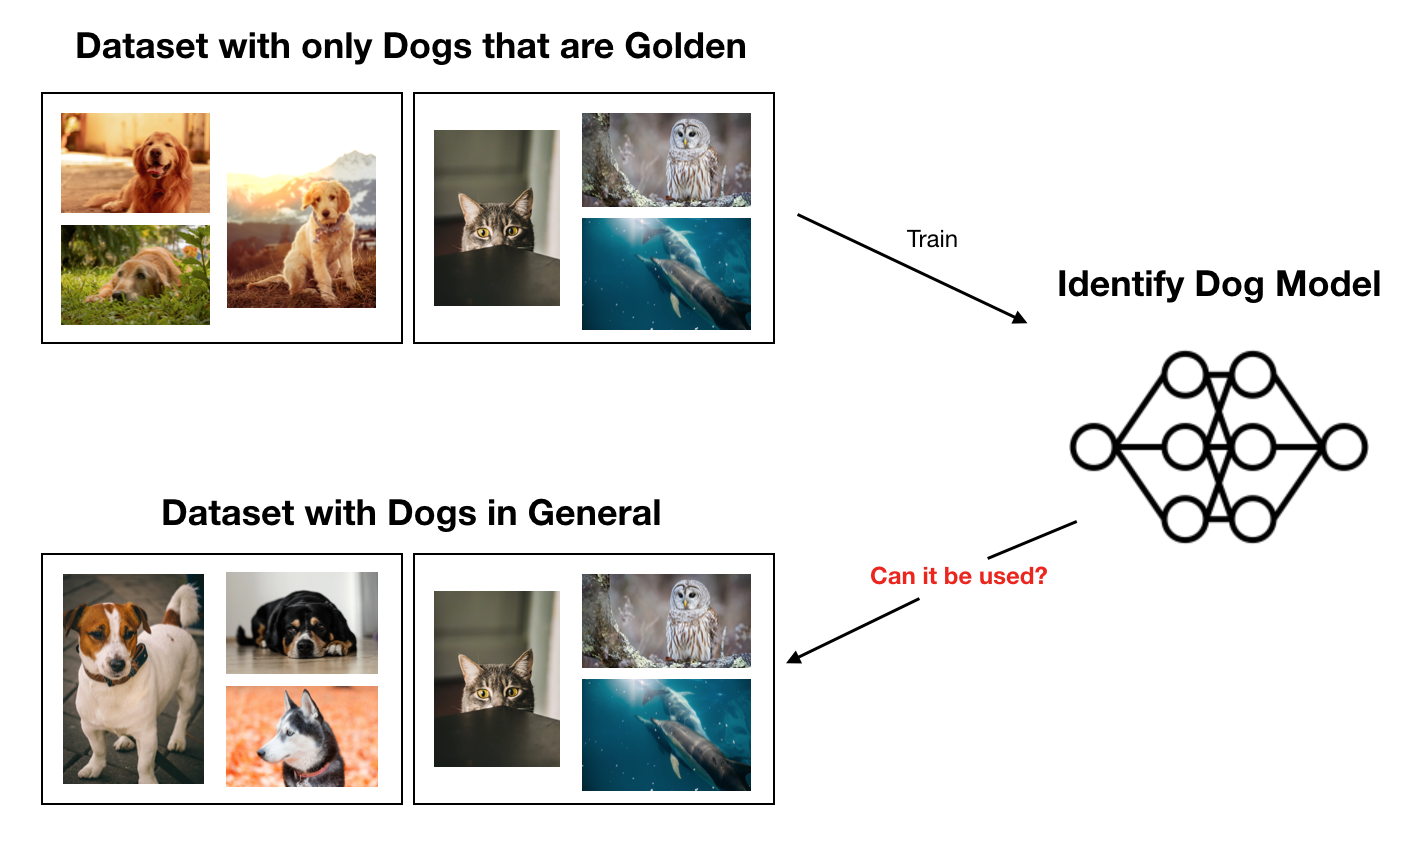 Dataset with only Dogs that are Golden
Train
Identify Dog Model
Dataset with Dogs in General
Can it be used?